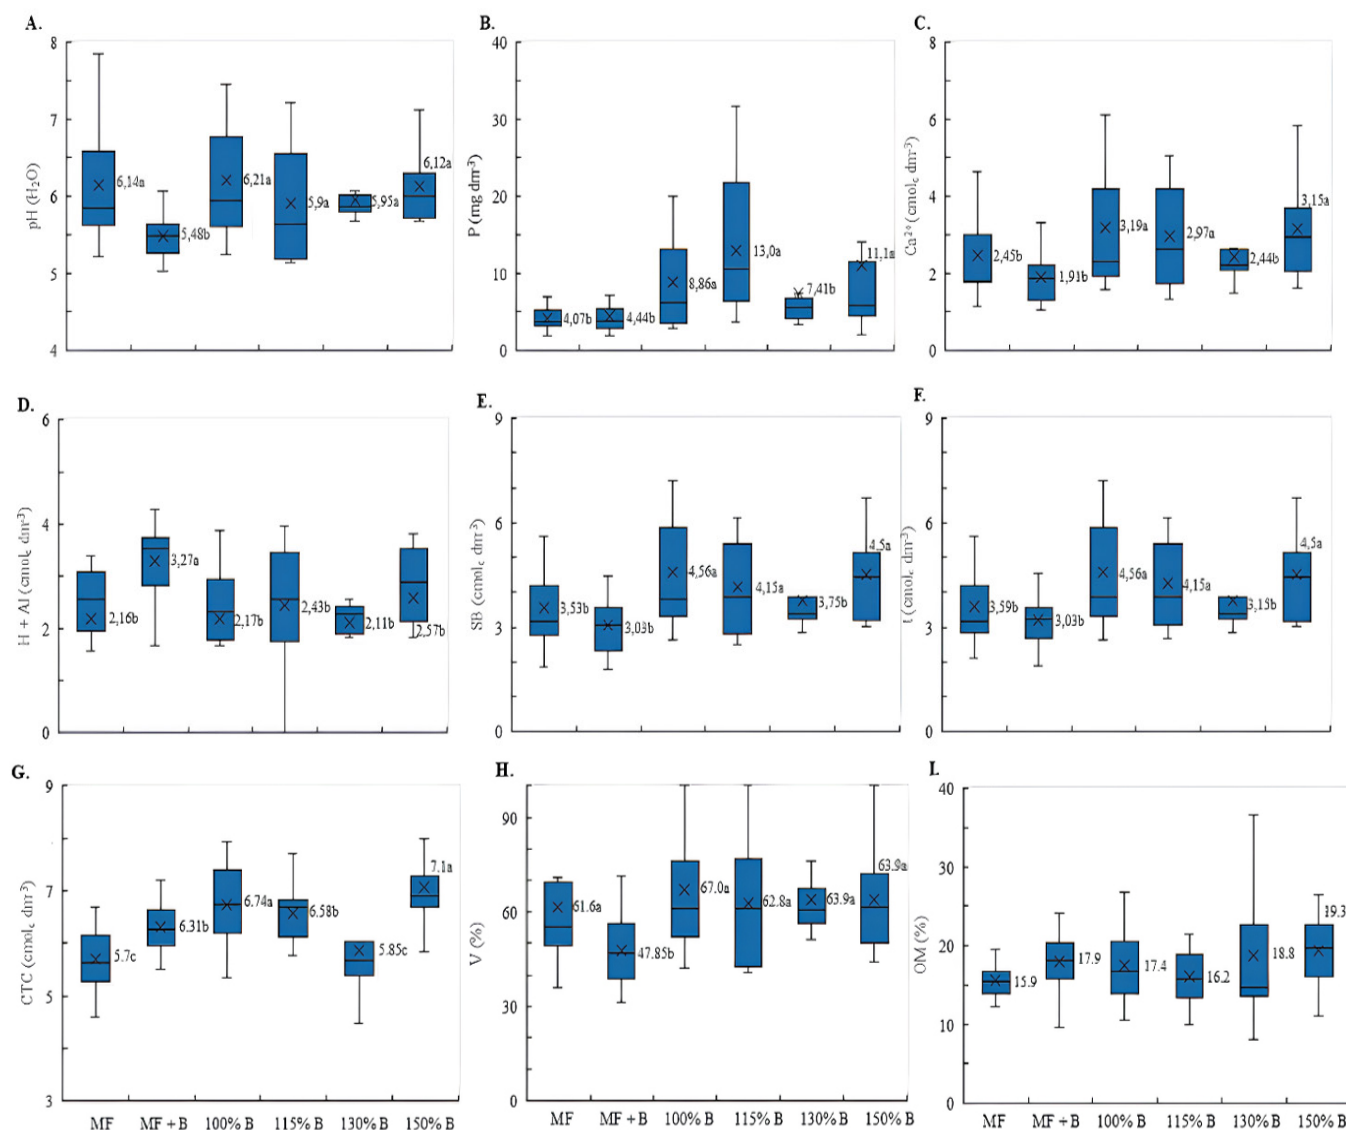 A.
8
7
6
5
4
pH (H₂O)
6,14a
5,48b
6,21a
5,9a
5,95a
6,12a
B.
40
30
20
10
0
P (mg dm⁻³)
4,07b
4,44b
8,86a
13,0a
7,41b
11,1a
C.
8
6
4
2
0
Ca²⁺ (cmol꜀ dm⁻³)
2,45b
1,91b
3,19a
2,97a
2,44b
3,15a
D.
6
4
2
0
H + Al (cmol꜀ dm⁻³)
2,16b
3,27a
2,17b
2,43b
2,11b
2,57b
E.
9
6
3
0
SB (cmol꜀ dm⁻³)
3,53b
3,03b
4,56a
4,15a
3,75b
4,5a
F.
9
6
3
0
t (cmol꜀ dm⁻³)
3,59b
3,03b
4,56a
4,15a
3,15b
4,5a
G.
9
7
5
3
CTC (cmol꜀ dm⁻³)
5.7c
6.31b
6.74a
6.58b
5.85c
7.1a
MF
MF + B
100% B
115% B
130% B
150% B
H.
90
60
30
0
V (%)
61.6a
47.85b
67.0a
62.8a
63.9a
63.9a
MF
MF + B
100% B
115% B
130% B
150% B
I.
40
30
20
10
0
OM (%)
15.9
17.9
17.4
16.2
18.8
19.3
MF
MF + B
100% B
115% B
130% B
150% B